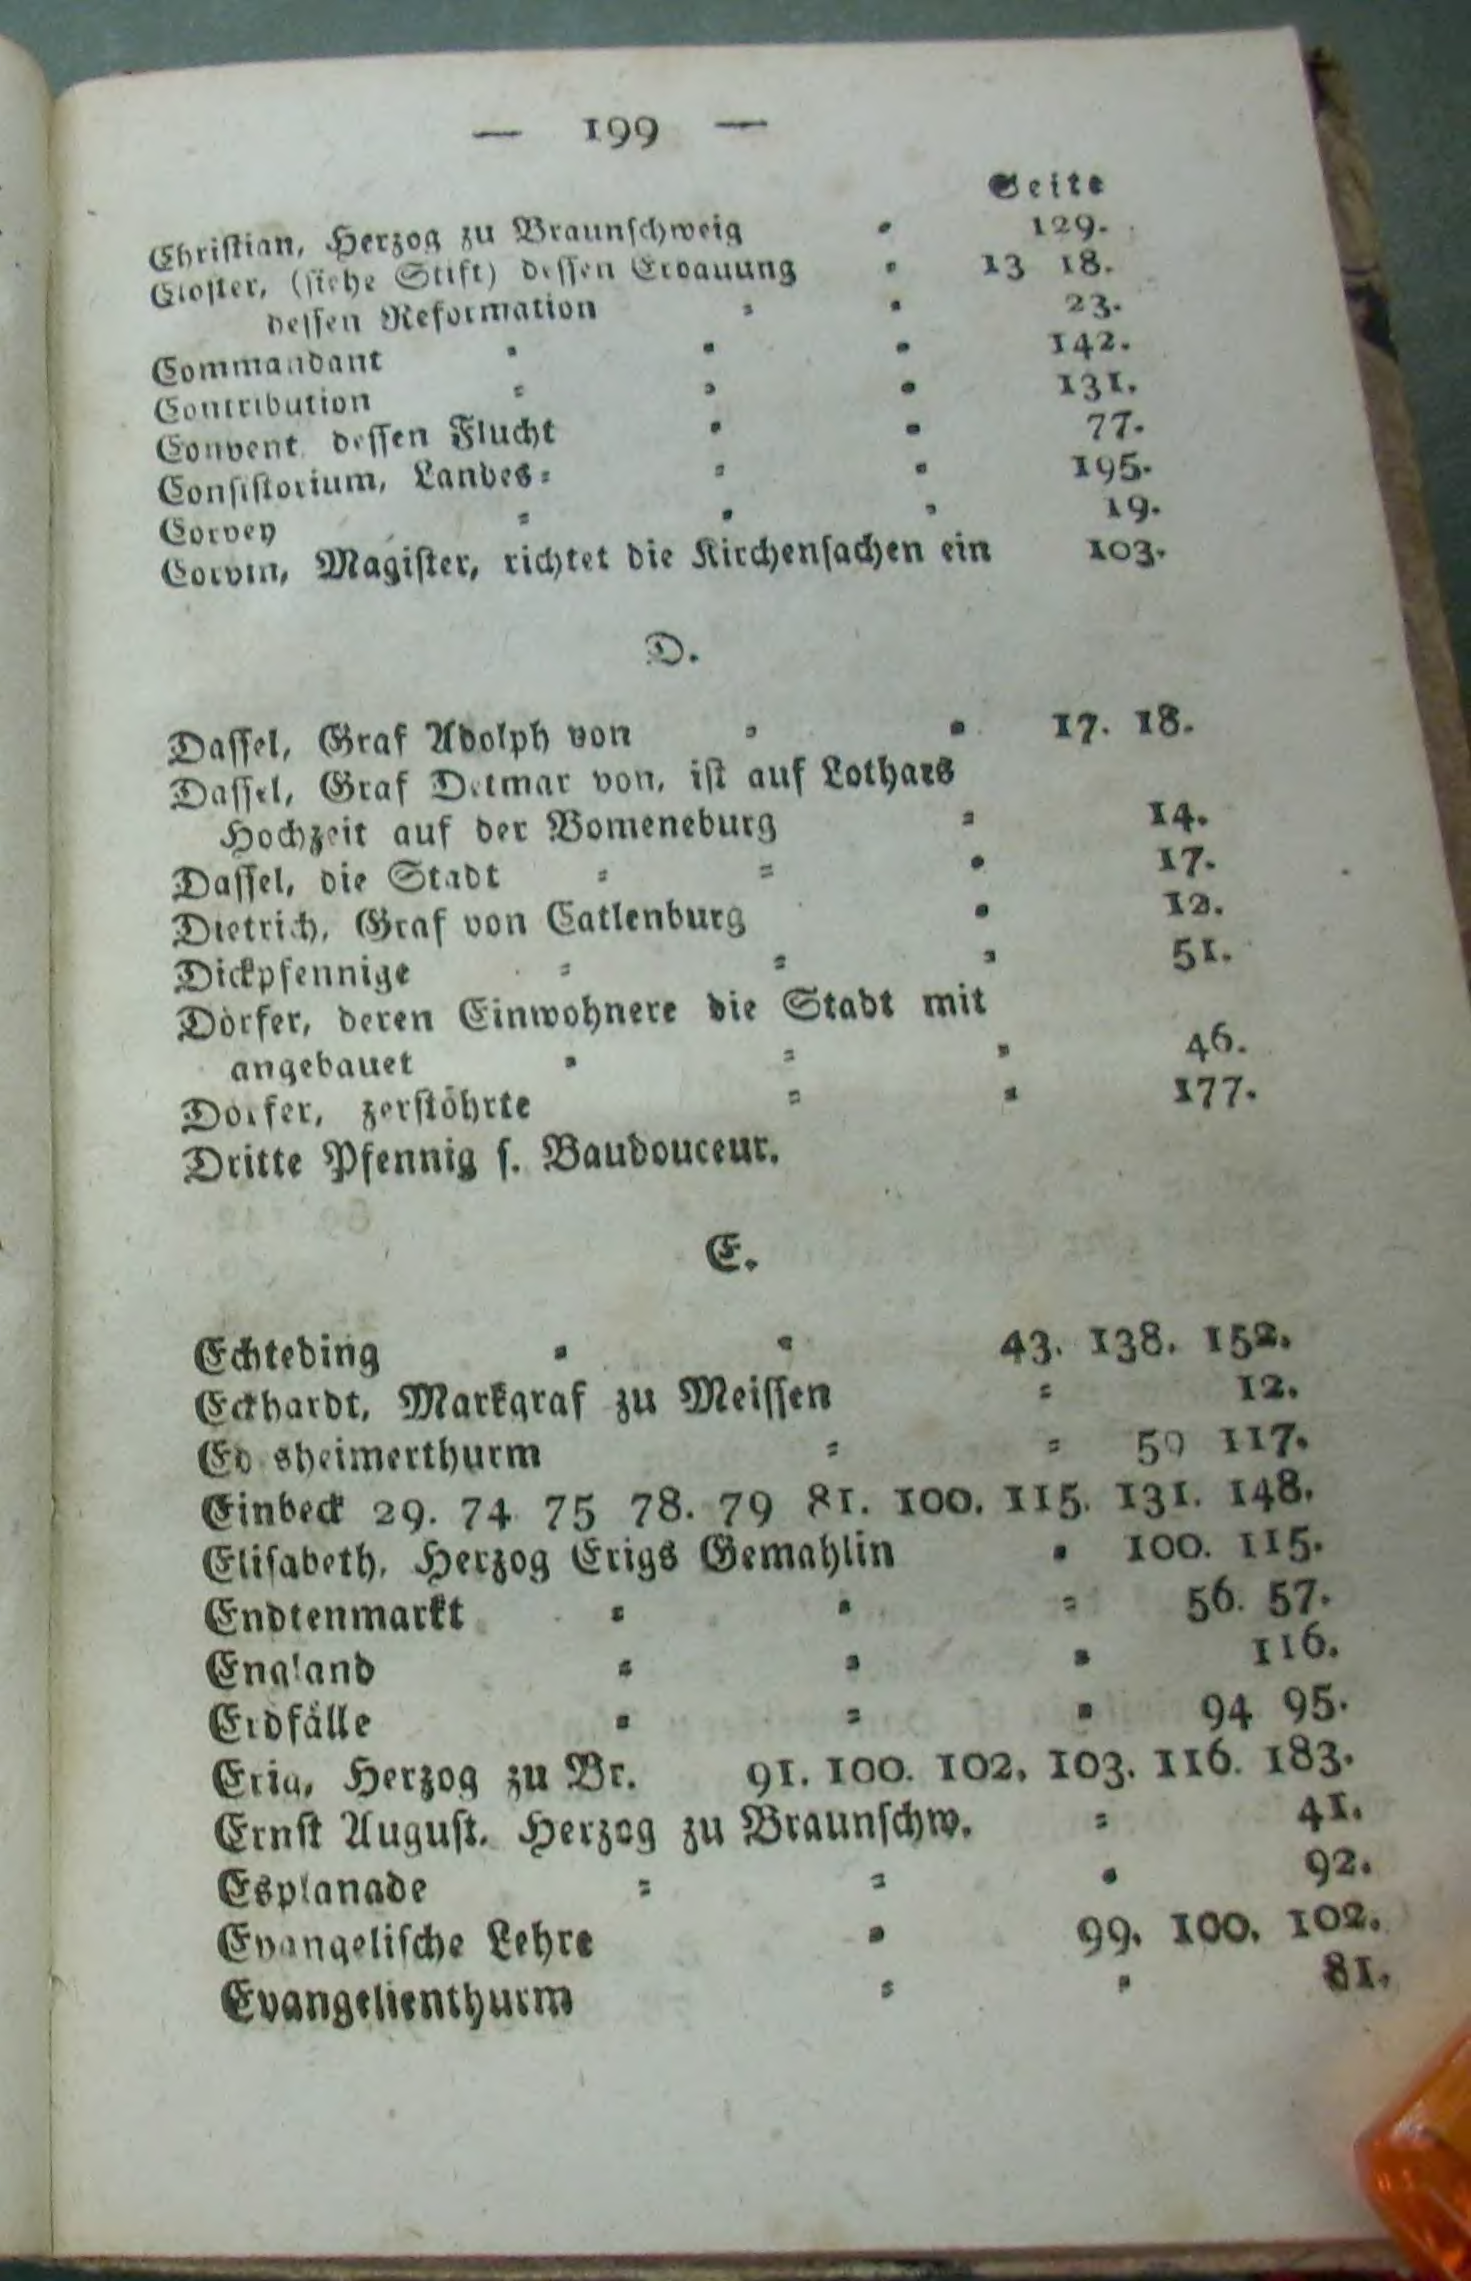 — 199 —
Seite
Chriſtian, Herzog zu Braunſchweig = 129.
Cloſter, (ſiehe Stift) deſſen Erbauung = 13 18.
deſſen Reformation = = 23.
Commandant = = = 142.
Contribution = = = 131.
Convent deſſen Flucht = = 77.
Conſiſtorium, Landes= = = 195.
Corvey = = = 19.
Corvin, Magiſter, richtet die Kirchenſachen ein 103.
D.
Daſſel, Graf Adolph von = = 17. 18.
Daſſel, Graf Detmar von, iſt auf Lothars
Hochzeit auf der Bomeneburg = 14.
Daſſel, die Stadt = = = 17.
Dietrich, Graf von Catlenburg = 12.
Dickpfennige = = = 51.
Dörfer, deren Einwohnere die Stadt mit
angebauet = = = 46.
Dörfer, zerſtöhrte = = 177.
Dritte Pfennig ſ. Baudouceur.
E.
Echteding = = 43. 138. 152.
Eckhardt, Markgraf zu Meiſſen = 12.
= = 59 117.
Einbeck 29. 74 75 78. 79 81. 100. 115. 131. 148.
Eliſabeth, Herzog Erigs Gemahlin = 100. 115.
Endtenmarkt = = = 56. 57.
England = = = 116.
Erdfälle = = = 94 95.
Erig, Herzog zu Br. 91. 100. 102. 103. 116. 183.
Ernſt Auguſt. Herzog zu Braunſchw. = 41.
Esplanade = = = 92.
Evangeliſche Lehre = 99. 100. 102.
Evangelienthurm = = 81.